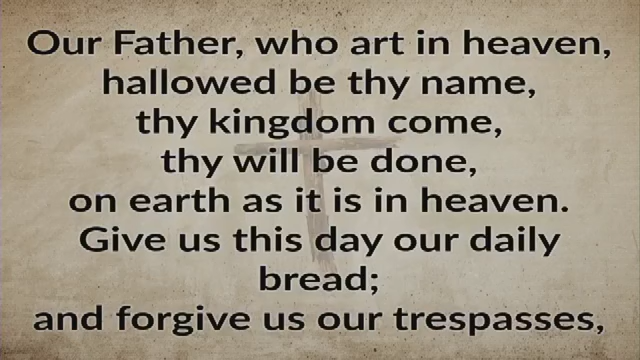 Our Father, who art in heaven,
hallowed be thy name,
thy kingdom come,
thy will be done,
on earth as it is in heaven.
Give us this day our daily
bread;
and forgive us our trespasses,